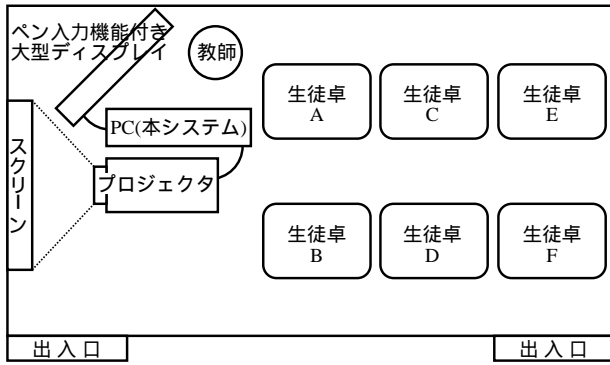 ペン入力機能付き
大型ディスプレイ
教師
生徒卓
A
生徒卓
C
生徒卓
E
PC(本システム)
スクリーン
プロジェクタ
生徒卓
B
生徒卓
D
生徒卓
F
出入口
出入口